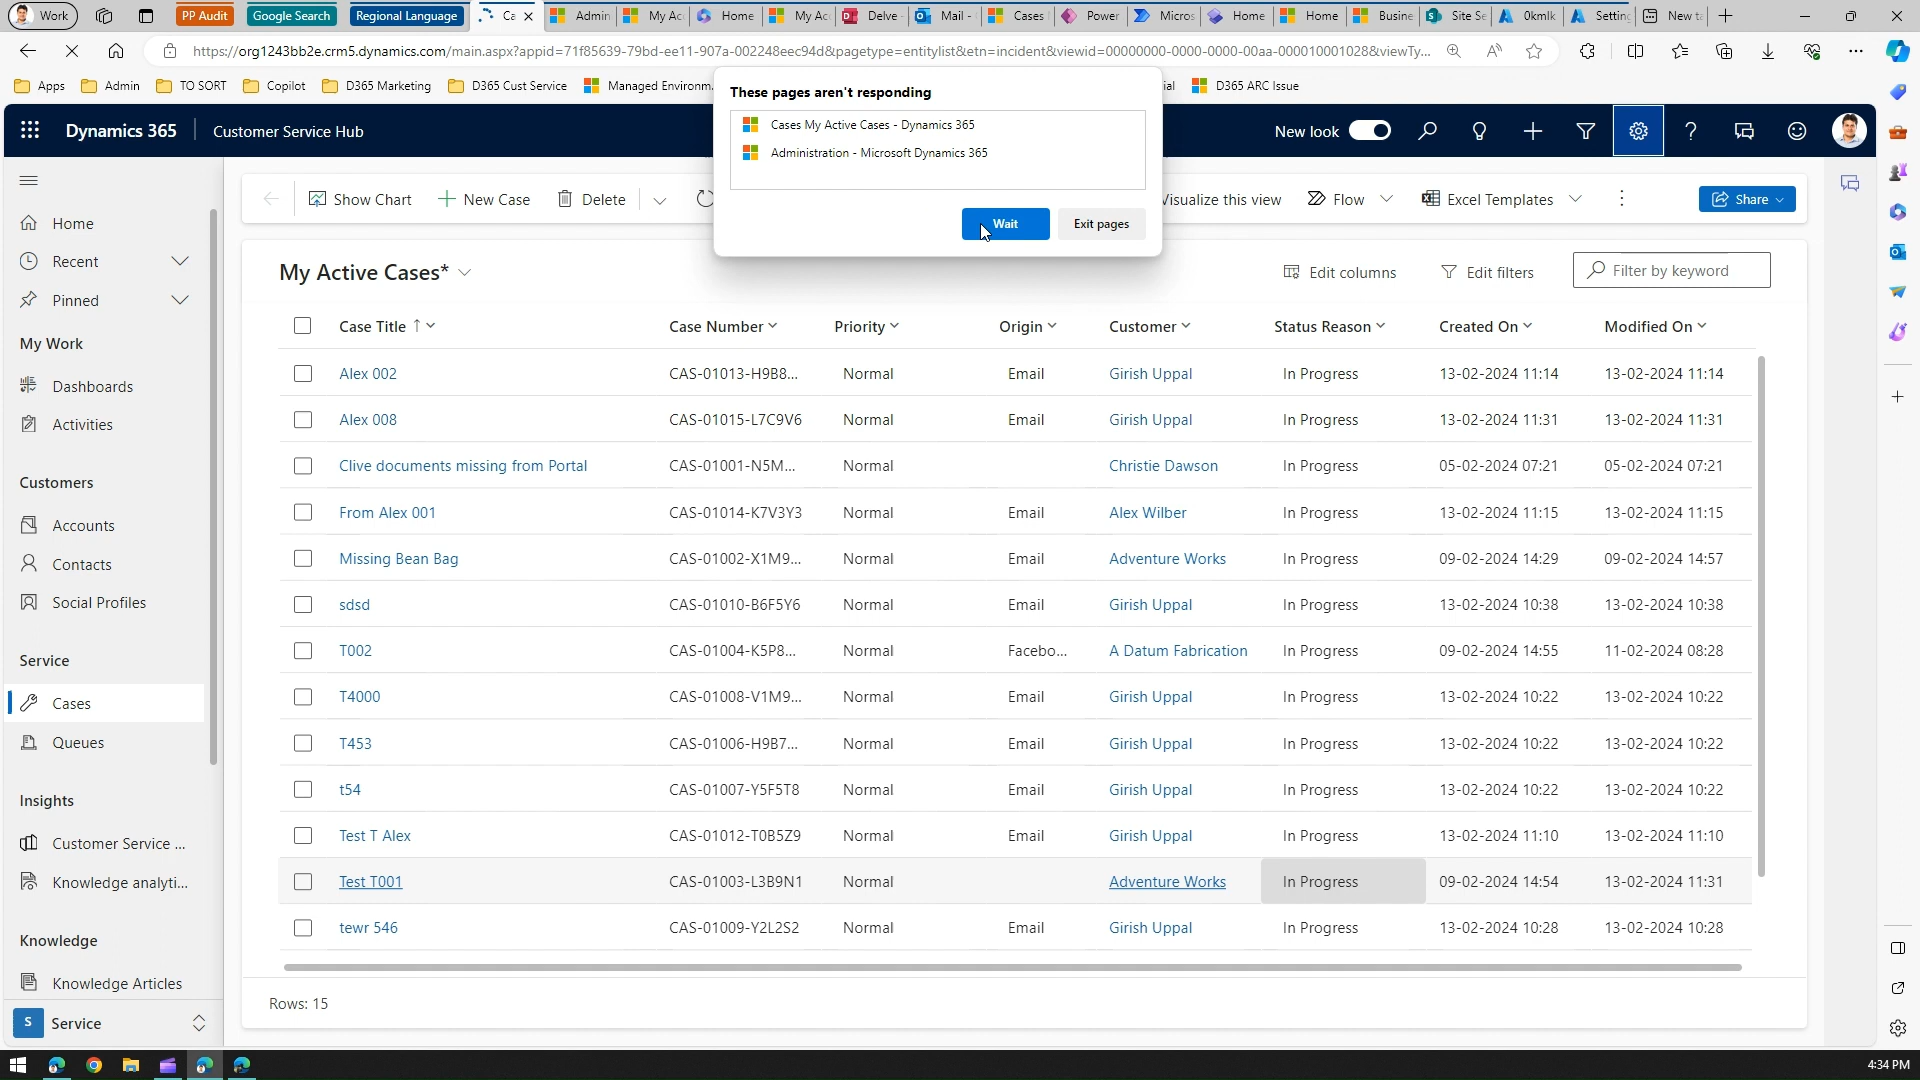 Work
PP Audit
Google Search
Regional Language
Ca
Admin
My Ac
Home
My Ac
Delve -
Mail -
Cases
Power
Micros
Home
Home
Busine
Site Se
0kmlk
Setting
New ta
https://org1243bb2e.crm5.dynamics.com/main.aspx?appid=71f85639-79bd-ee11-907a-002248eec94d&pagetype=entitylist&etn=incident&viewid=00000000-0000-0000-00aa-000010001028&viewTy...
Apps
Admin
TO SORT
Copilot
D365 Marketing
D365 Cust Service
Managed Environm
ial
D365 ARC Issue
These pages aren't responding
Cases My Active Cases - Dynamics 365
Administration - Microsoft Dynamics 365
Wait
Exit pages
Dynamics 365
Customer Service Hub
New look
Show Chart
New Case
Delete
Visualize this view
Flow
Excel Templates
Share
Home
Recent
Pinned
My Work
Dashboards
Activities
Customers
Accounts
Contacts
Social Profiles
Service
Cases
Queues
Insights
Customer Service ...
Knowledge analyti...
Knowledge
Knowledge Articles
S Service
My Active Cases*
Edit columns
Edit filters
Filter by keyword
Case Title ↑ Case Number Priority Origin Customer Status Reason Created On Modified On
Alex 002 CAS-01013-H9B8... Normal Email Girish Uppal In Progress 13-02-2024 11:14 13-02-2024 11:14
Alex 008 CAS-01015-L7C9V6 Normal Email Girish Uppal In Progress 13-02-2024 11:31 13-02-2024 11:31
Clive documents missing from Portal CAS-01001-N5M... Normal Christie Dawson In Progress 05-02-2024 07:21 05-02-2024 07:21
From Alex 001 CAS-01014-K7V3Y3 Normal Email Alex Wilber In Progress 13-02-2024 11:15 13-02-2024 11:15
Missing Bean Bag CAS-01002-X1M9... Normal Email Adventure Works In Progress 09-02-2024 14:29 09-02-2024 14:57
sdsd CAS-01010-B6F5Y6 Normal Email Girish Uppal In Progress 13-02-2024 10:38 13-02-2024 10:38
T002 CAS-01004-K5P8... Normal Facebo... A Datum Fabrication In Progress 09-02-2024 14:55 11-02-2024 08:28
T4000 CAS-01008-V1M9... Normal Email Girish Uppal In Progress 13-02-2024 10:22 13-02-2024 10:22
T453 CAS-01006-H9B7... Normal Email Girish Uppal In Progress 13-02-2024 10:22 13-02-2024 10:22
t54 CAS-01007-Y5F5T8 Normal Email Girish Uppal In Progress 13-02-2024 10:22 13-02-2024 10:22
Test T Alex CAS-01012-T0B5Z9 Normal Email Girish Uppal In Progress 13-02-2024 11:10 13-02-2024 11:10
Test T001 CAS-01003-L3B9N1 Normal Adventure Works In Progress 09-02-2024 14:54 13-02-2024 11:31
tewr 546 CAS-01009-Y2L2S2 Normal Email Girish Uppal In Progress 13-02-2024 10:28 13-02-2024 10:28
Rows: 15
4:34 PM